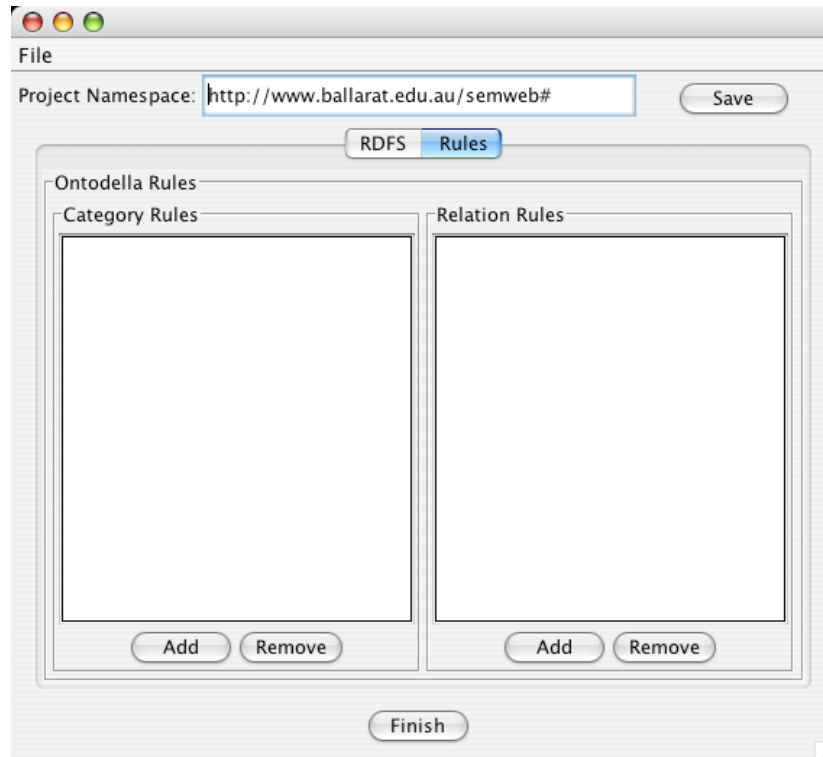 File
Project Namespace: http://www.ballarat.edu.au/semweb# Save
RDFS Rules
Ontodella Rules
Category Rules Relation Rules
Add Remove Add Remove
Finish